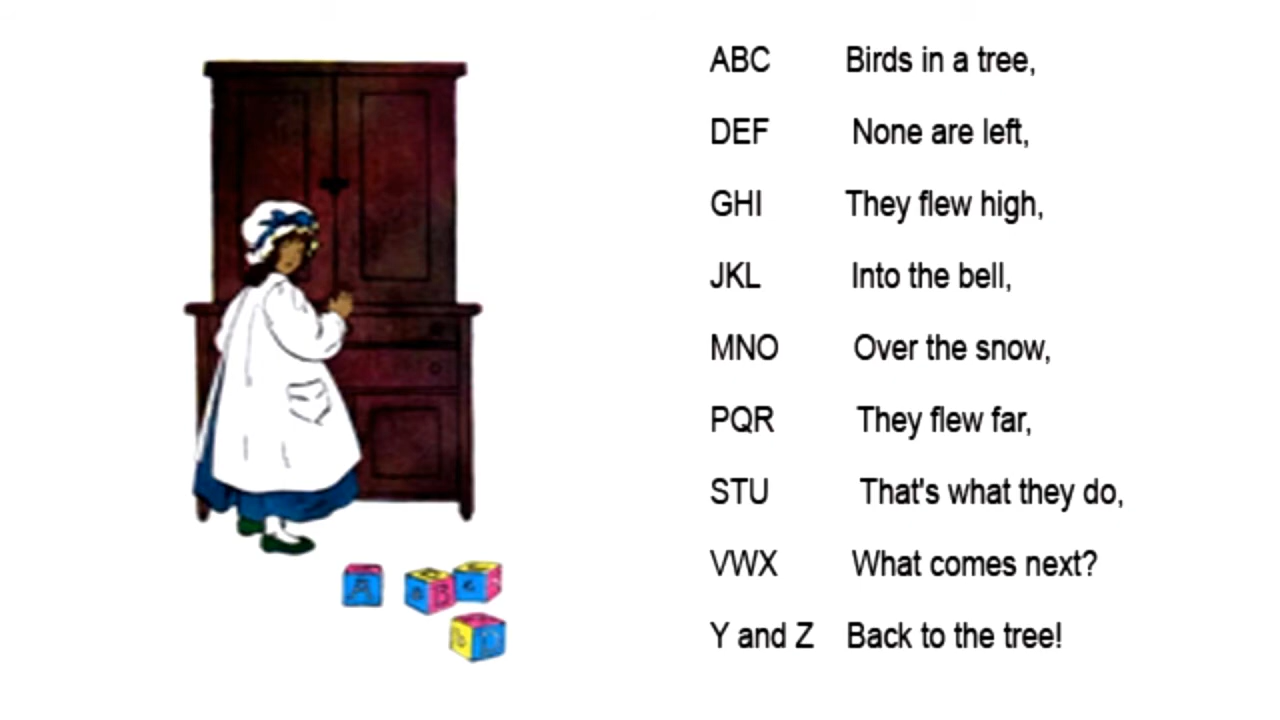 ABC Birds in a tree,
DEF None are left,
GHI They flew high,
JKL Into the bell,
MNO Over the snow,
PQR They flew far,
STU That's what they do,
VWX What comes next?
Y and Z Back to the tree!
A
B
D